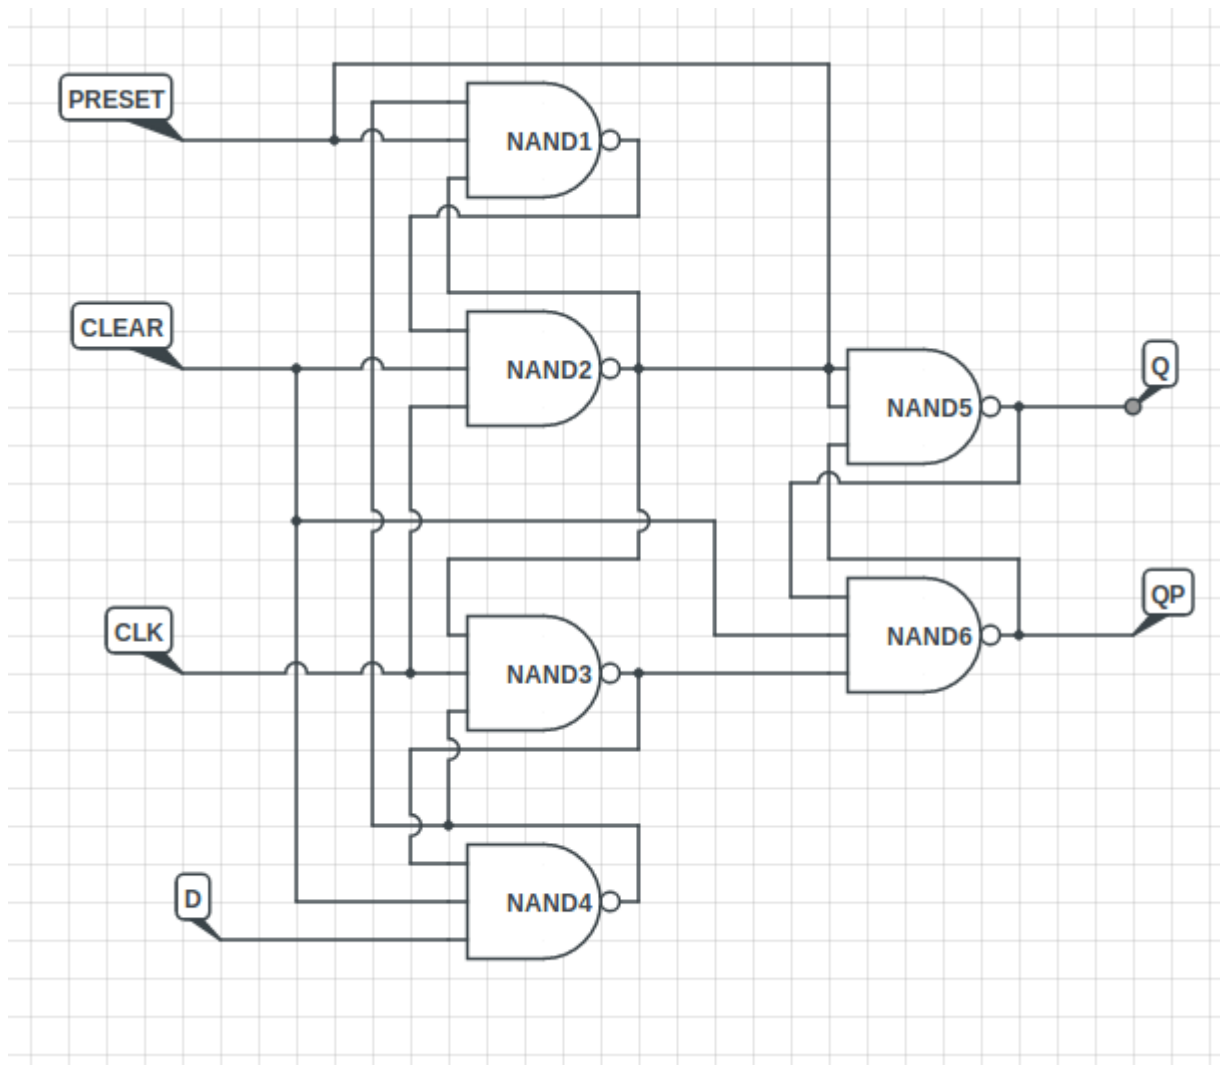 PRESET
NAND1
CLEAR
NAND2
Q
NAND5
CLK
QP
NAND6
NAND3
D
NAND4